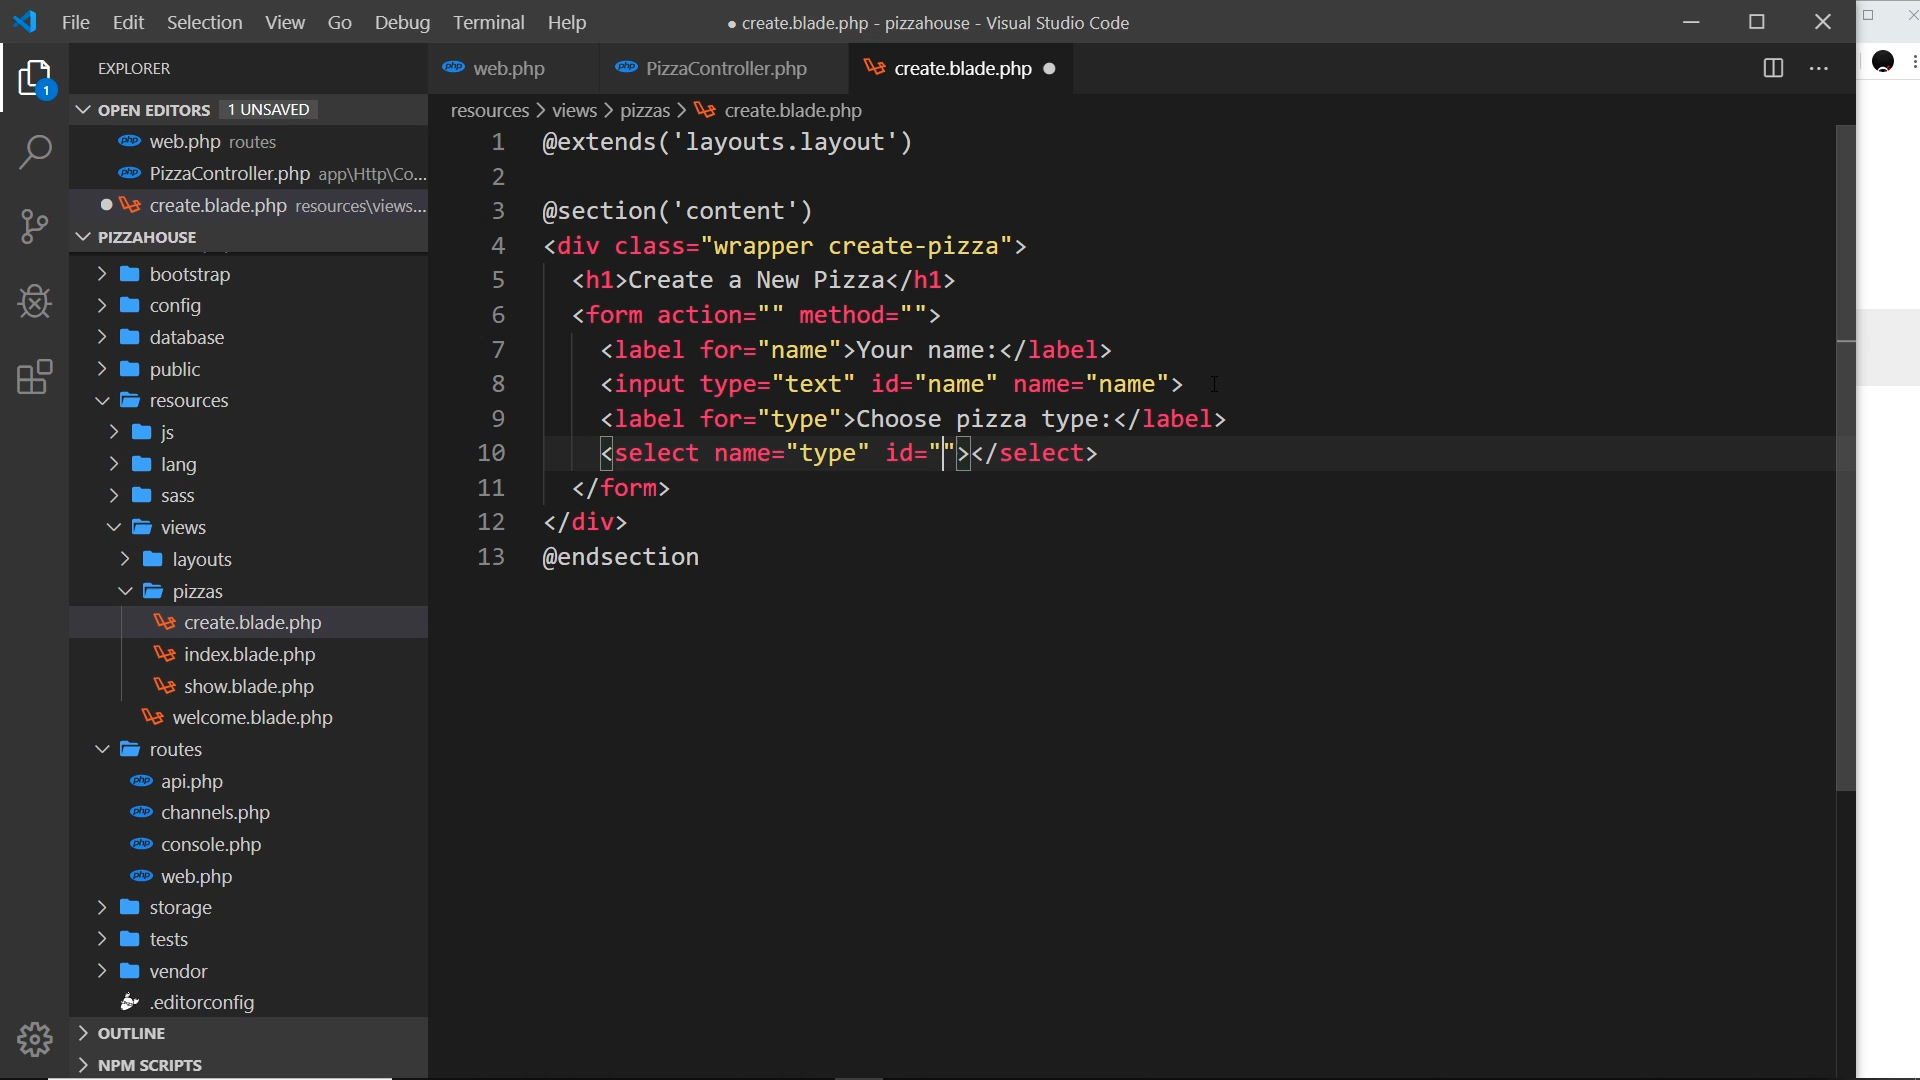 File Edit Selection View Go Debug Terminal Help
● create.blade.php - pizzahouse - Visual Studio Code
EXPLORER
1
OPEN EDITORS 1 UNSAVED
web.php routes
PizzaController.php app\Http\Co...
create.blade.php resources\views...
PIZZAHOUSE
bootstrap
config
database
public
resources
js
lang
sass
views
layouts
pizzas
create.blade.php
index.blade.php
show.blade.php
welcome.blade.php
routes
api.php
channels.php
console.php
web.php
storage
tests
vendor
.editorconfig
OUTLINE
NPM SCRIPTS
web.php PizzaController.php create.blade.php
resources > views > pizzas > create.blade.php
1 @extends('layouts.layout')
2
3 @section('content')
4 <div class="wrapper create-pizza">
5 <h1>Create a New Pizza</h1>
6 <form action="" method="">
7 <label for="name">Your name:</label>
8 <input type="text" id="name" name="name">
9 <label for="type">Choose pizza type:</label>
10 <select name="type" id=""></select>
11 </form>
12 </div>
13 @endsection